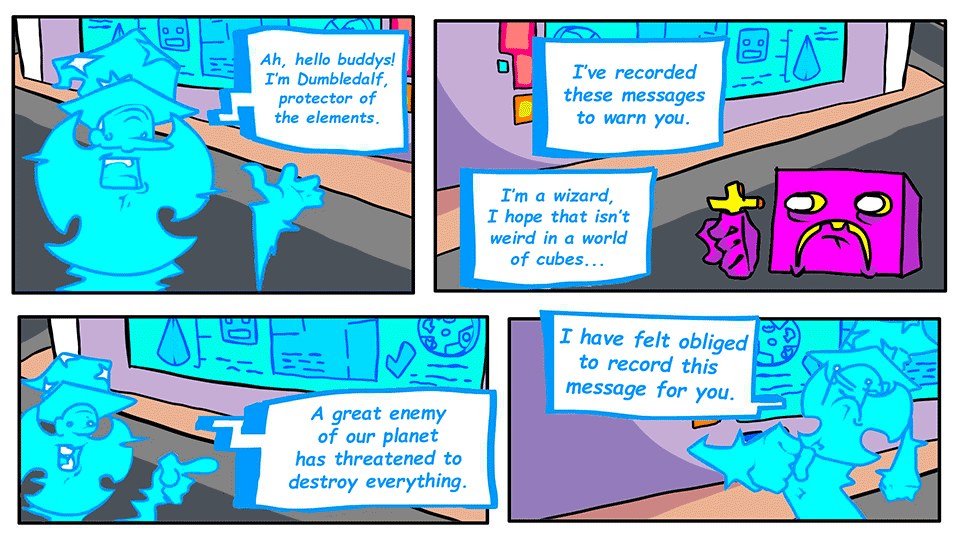 Ah, hello buddys!
I'm Dumbledalf,
protector of
the elements.
I've recorded
these messages
to warn you.
I'm a wizard,
I hope that isn't
weird in a world
of cubes...
A great enemy
of our planet
has threatened to
destroy everything.
I have felt obliged
to record this
message for you.